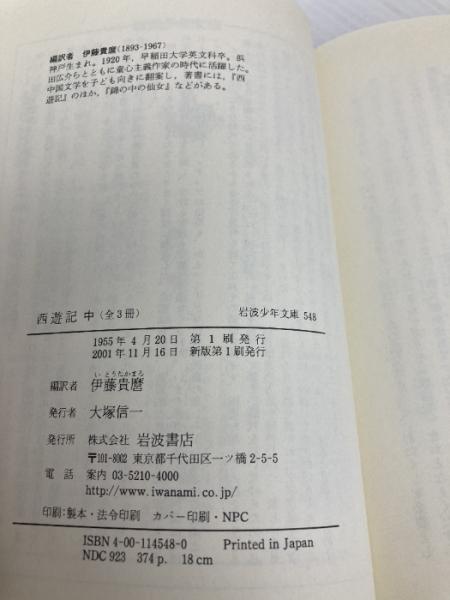 編訳者 伊藤貴麿(1893-1967)
神戸生まれ。1920年，早稲田大学英文科卒。浜
田広介らとともに童心主義作家の時代に活躍した。
中国文学を子ども向きに翻案し，著書には，『西
遊記』のほか，『錦の中の仙女』などがある。
西遊記 中(全3冊) 岩波少年文庫 548
1955年4月20日 第1刷発行
2001年11月16日 新版第1刷発行
いとうたかまろ
編訳者 伊藤貴麿
発行者 大塚信一
発行所 株式会社 岩波書店
〒101-8002 東京都千代田区一ツ橋2-5-5
電話 案内 03-5210-4000
http://www.iwanami.co.jp/
印刷:製本・法令印刷 カバー印刷・NPC
ISBN 4-00-114548-0 Printed in Japan
NDC 923 374 p. 18 cm